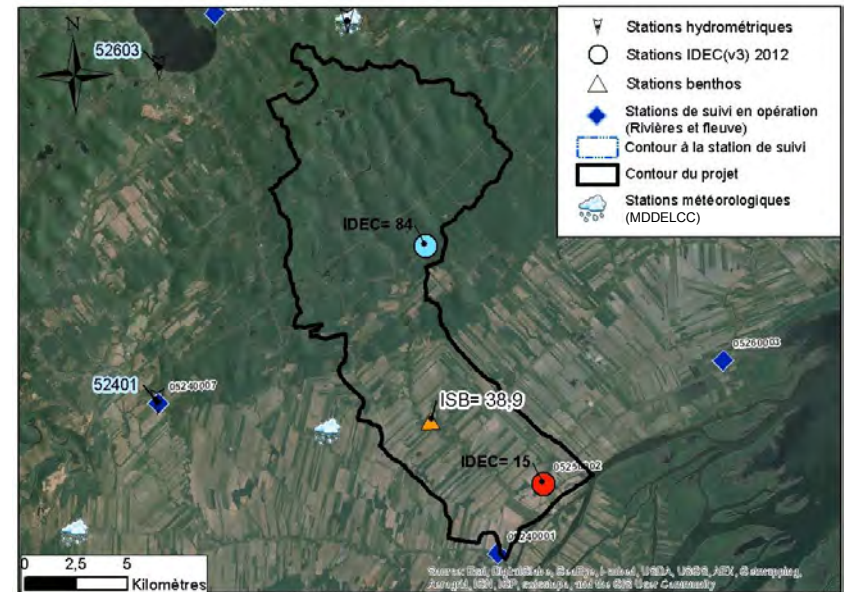 N
52603
IDEC= 84
52401
05240007
ISB= 38,9
IDEC= 15
05260003
0 2,5 5
Kilomètres
Stations hydrométriques
Stations IDEC(v3) 2012
Stations benthos
Stations de suivi en opération
(Rivières et fleuve)
Contour à la station de suivi
Contour du projet
Stations météorologiques
(MDDELCC)